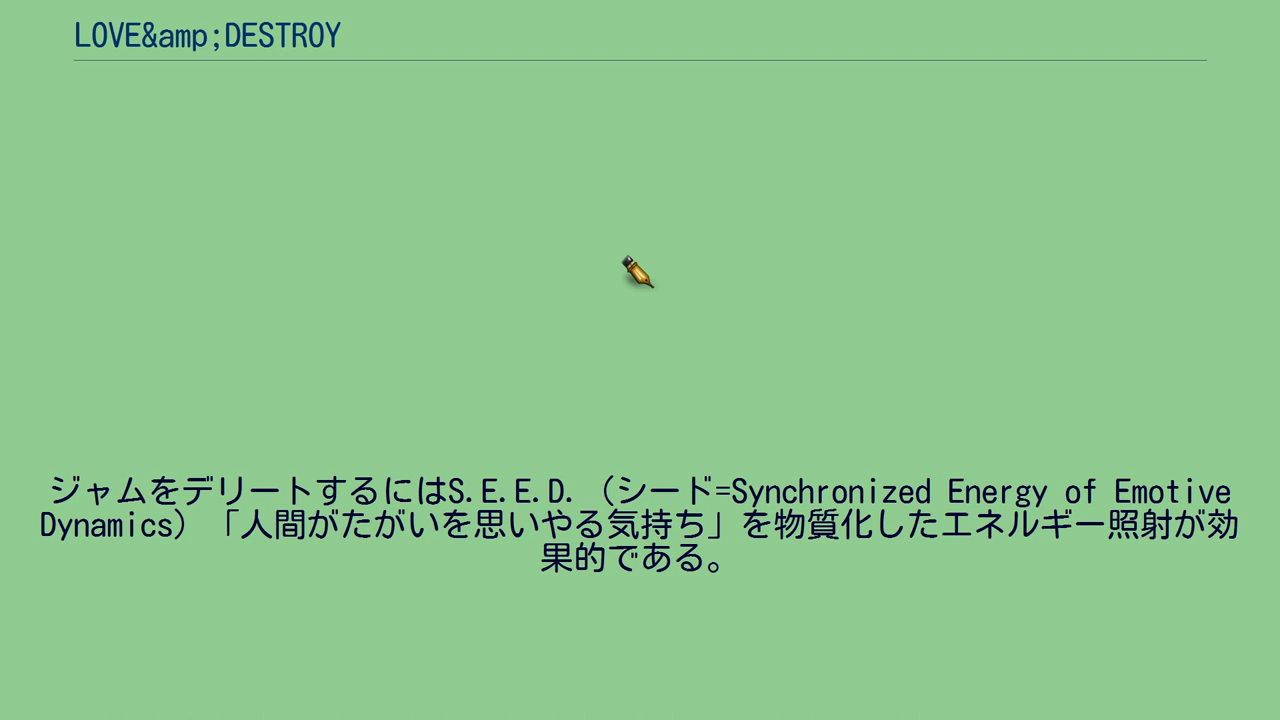 LOVE&amp;DESTROY
ジャムをデリートするにはS.E.E.D.（シード=Synchronized Energy of Emotive
Dynamics）「人間がたがいを思いやる気持ち」を物質化したエネルギー照射が効
果的である。